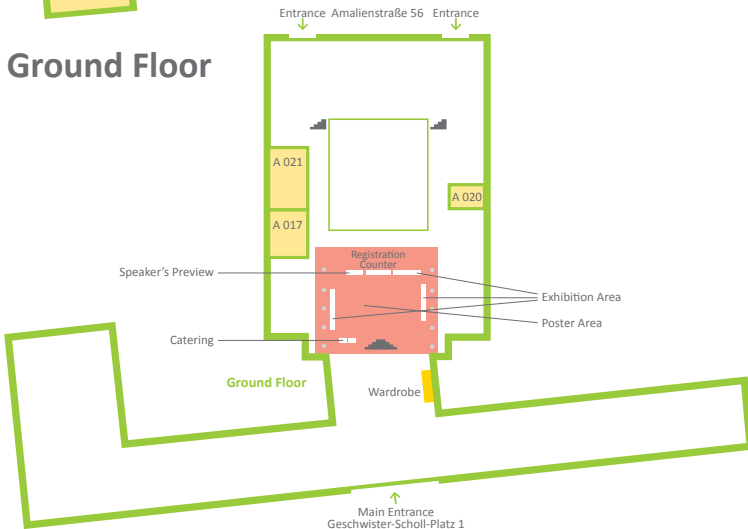 Entrance Amalienstraße 56 Entrance
Ground Floor
A 021
A 020
A 017
Registration
Counter
Speaker's Preview
Exhibition Area
Poster Area
Catering
Ground Floor
Wardrobe
Main Entrance
Geschwister-Scholl-Platz 1